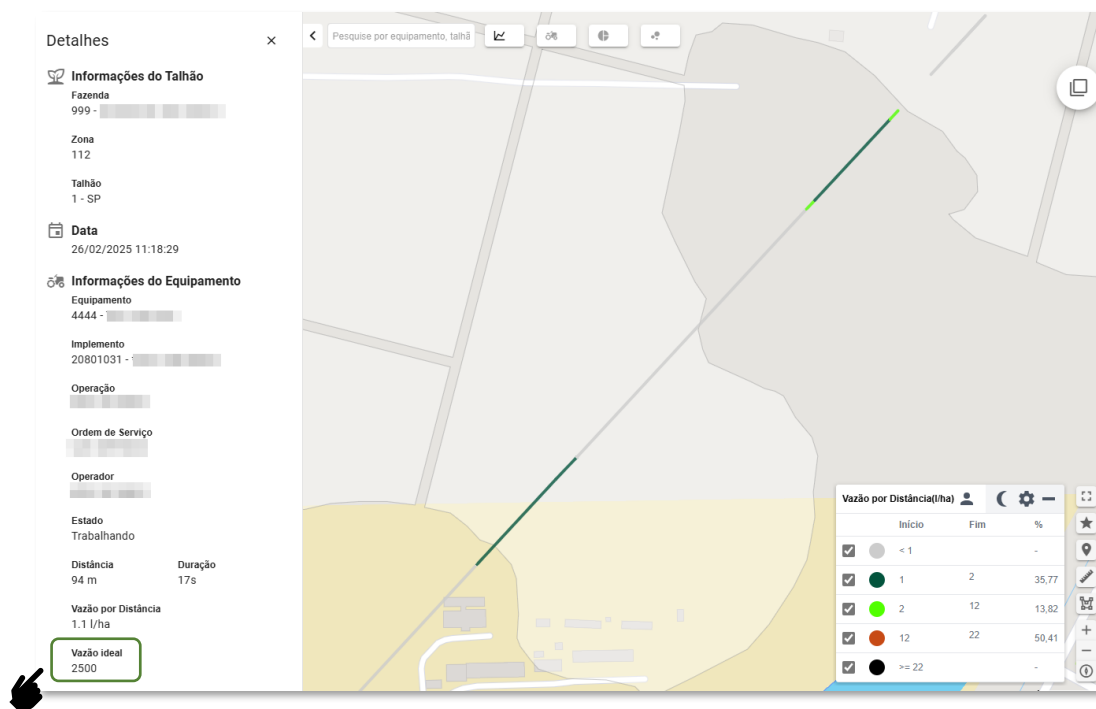 Detalhes
×
Informações do Talhão
Fazenda
999 -
Zona
112
Talhão
1 - SP
Data
26/02/2025 11:18:29
Informações do Equipamento
Equipamento
4444 -
Implemento
20801031 -
Operação
Ordem de Serviço
Operador
Estado
Trabalhando
Distância Duração
94 m 17s
Vazão por Distância
1.1 l/ha
Vazão ideal
2500
Pesquise por equipamento, talhã
Vazão por Distância(l/ha)
Início Fim %
< 1 -
1 2 35,77
2 12 13,82
12 22 50,41
>= 22 -